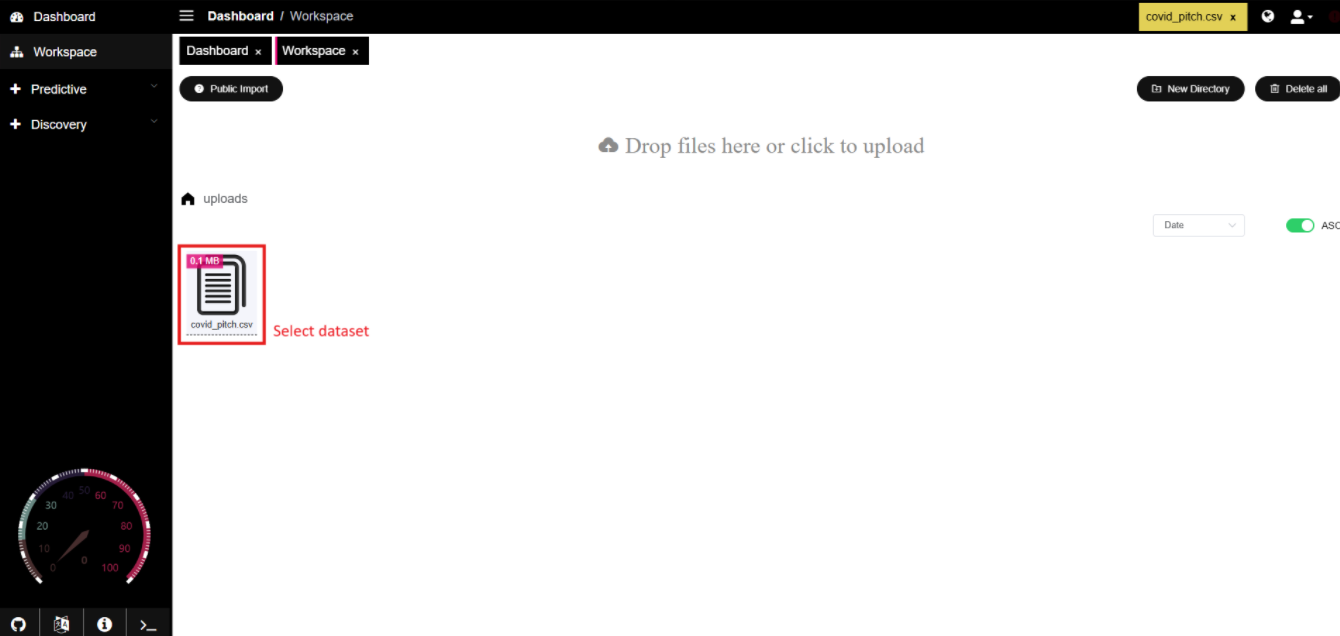 Dashboard
Workspace
Predictive
Discovery
Dashboard / Workspace
covid_pitch.csv x
Dashboard x
Workspace x
Public Import
New Directory
Delete all
Drop files here or click to upload
uploads
Date
ASC
0.1 MB
covid_pitch.csv
Select dataset
0
10
20
30
40
50
60
70
80
90
100
0